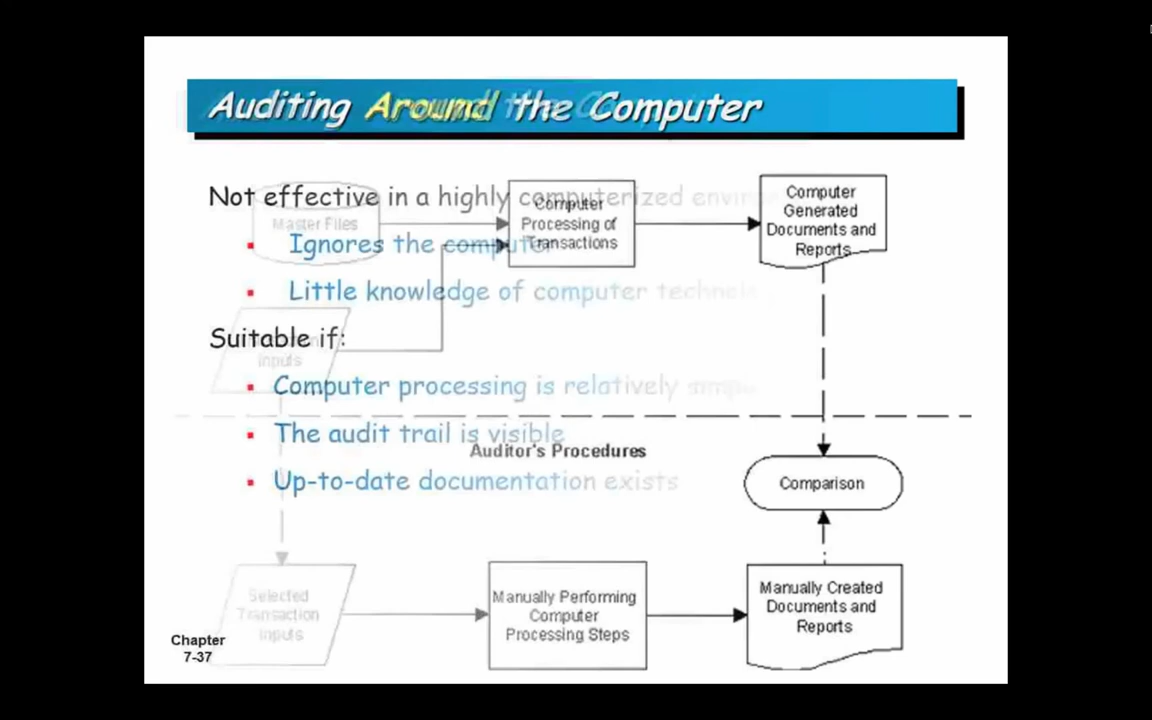 Auditing Around the Computer
Not effective in a highly computerized
Ignores the computer
Little knowledge of computer
Suitable if:
Computer processing is relatively
The audit trail is visible
Up-to-date documentation exists
Master Files
Computer
Processing of
Transactions
Computer
Generated
Documents and
Reports
Inputs
Auditor's Procedures
Comparison
Selected
Transaction
Inputs
Manually Performing
Computer
Processing Steps
Manually Created
Documents and
Reports
Chapter
7-37